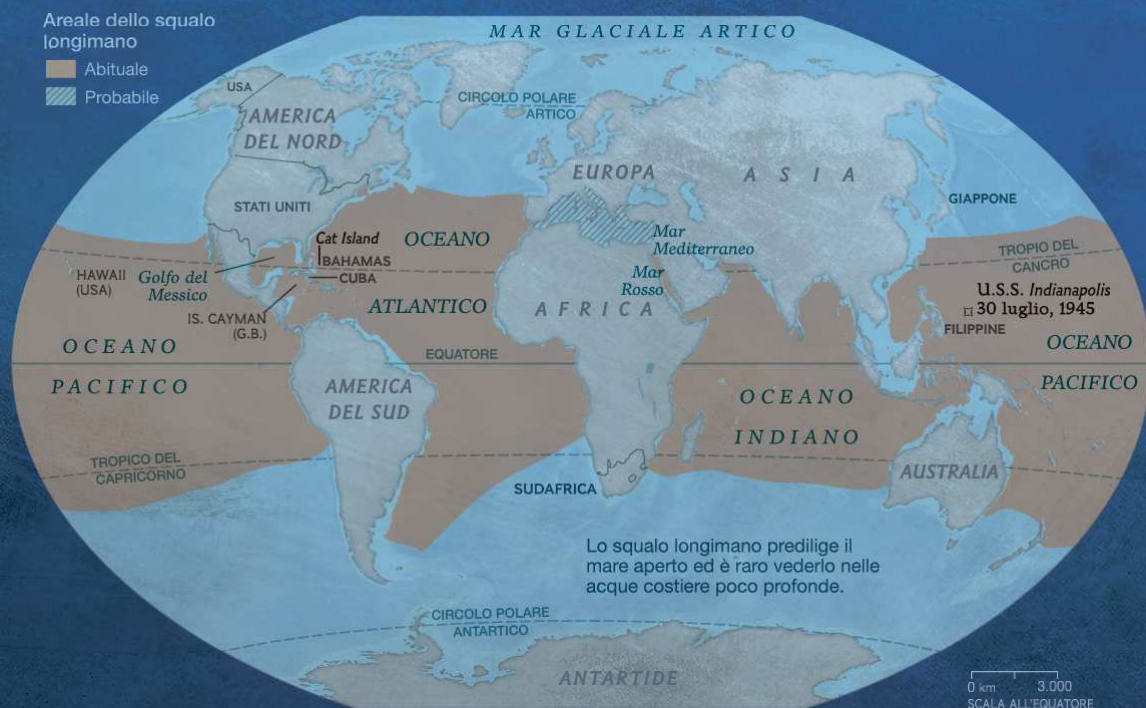 Areale dello squalo
longimano
Abituale
Probabile
MAR GLACIALE ARTICO
USA
CIRCOLO POLARE
ARTICO
AMERICA
DEL NORD
EUROPA
ASIA
STATI UNITI
GIAPPONE
Cat Island
BAHAMAS
CUBA
OCEANO
ATLANTICO
Mar
Mediterraneo
Mar
Rosso
TROPIO DEL
CANCRO
HAWAII
(USA)
Golfo del
Messico
IS. CAYMAN
(G.B.)
AFRICA
U.S.S. Indianapolis
30 luglio, 1945
FILIPPINE
OCEANO
PACIFICO
EQUATORE
OCEANO
PACIFICO
AMERICA
DEL SUD
OCEANO
INDIANO
TROPICO DEL
CAPRICORNO
AUSTRALIA
SUDAFRICA
Lo squalo longimano predilige il
mare aperto ed è raro vederlo nelle
acque costiere poco profonde.
CIRCOLO POLARE
ANTARTICO
ANTARTIDE
0 km 3.000
SCALA ALL'EQUATORE